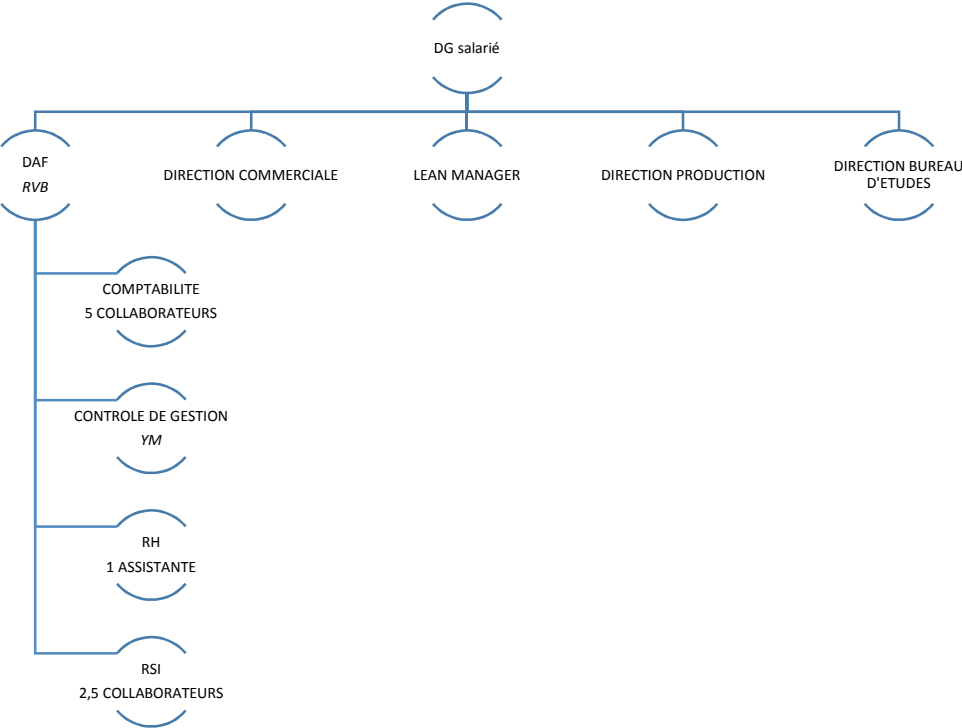 DG salarié
DAF
RVB
DIRECTION COMMERCIALE
LEAN MANAGER
DIRECTION PRODUCTION
DIRECTION BUREAU
D'ETUDES
COMPTABILITE
5 COLLABORATEURS
CONTROLE DE GESTION
YM
RH
1 ASSISTANTE
RSI
2,5 COLLABORATEURS